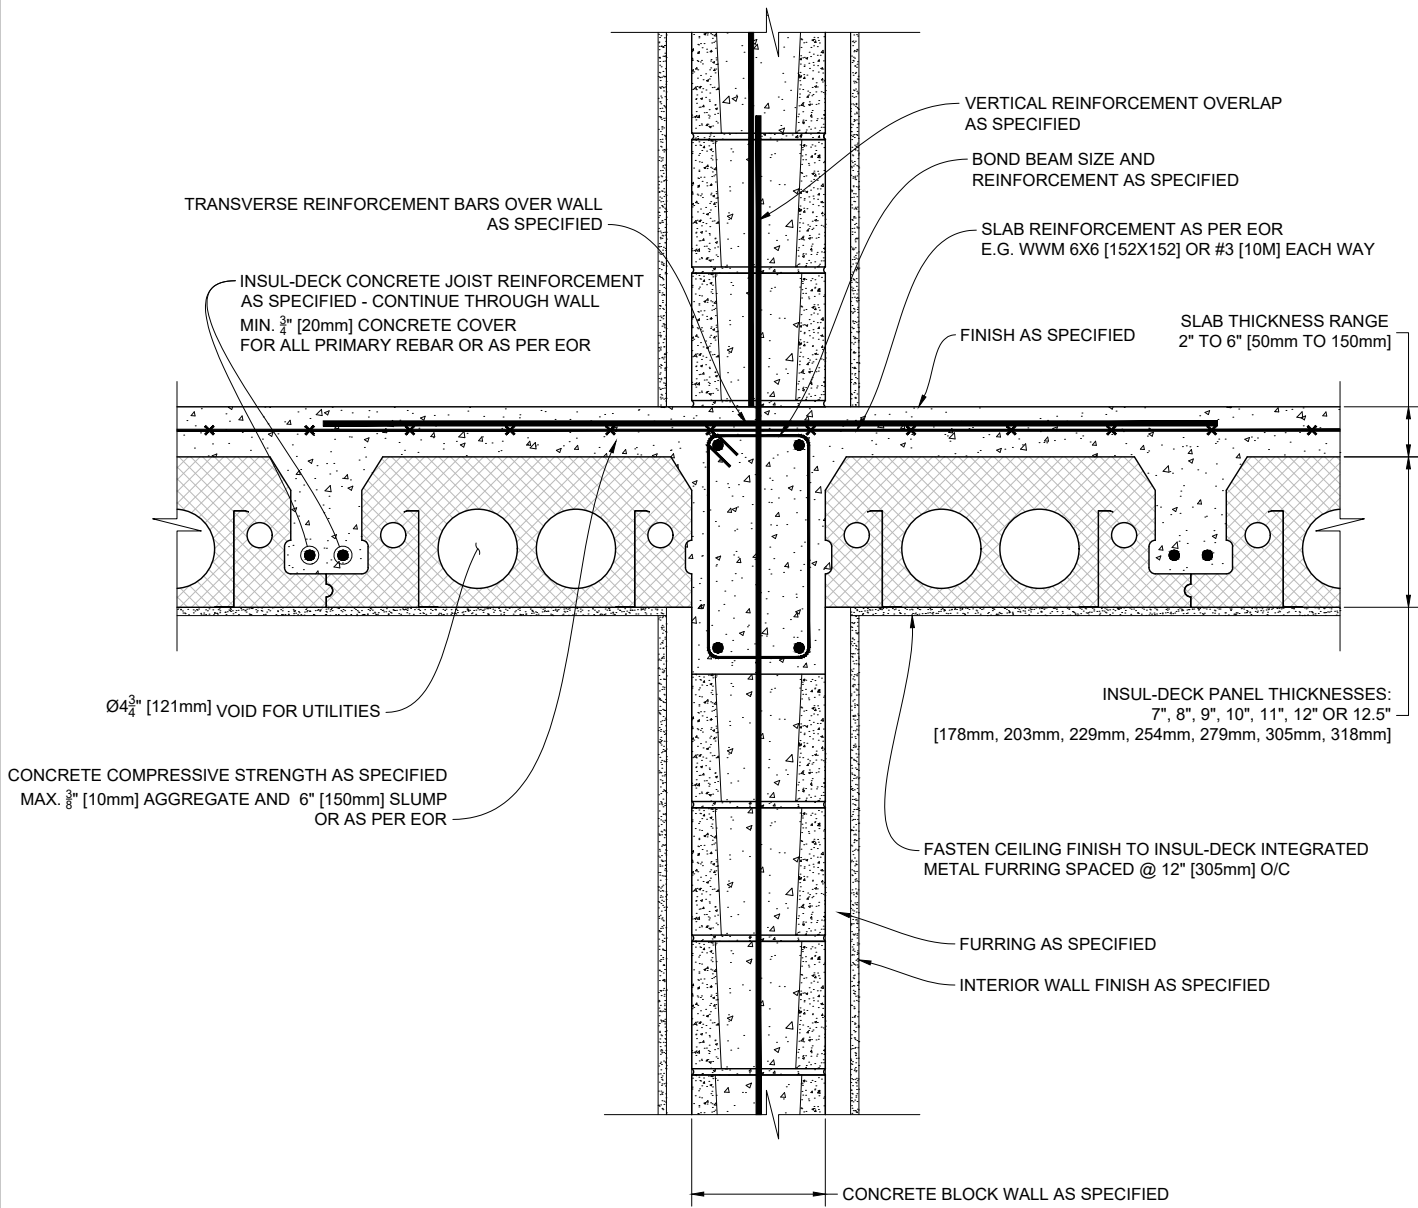 VERTICAL REINFORCEMENT OVERLAP
AS SPECIFIED
BOND BEAM SIZE AND
REINFORCEMENT AS SPECIFIED
TRANSVERSE REINFORCEMENT BARS OVER WALL
AS SPECIFIED
SLAB REINFORCEMENT AS PER EOR
E.G. WWM 6X6 [152X152] OR #3 [10M] EACH WAY
INSUL-DECK CONCRETE JOIST REINFORCEMENT
AS SPECIFIED - CONTINUE THROUGH WALL
MIN. 3/4" [20mm] CONCRETE COVER
FOR ALL PRIMARY REBAR OR AS PER EOR
FINISH AS SPECIFIED
SLAB THICKNESS RANGE
2" TO 6" [50mm TO 150mm]
Ø4 3/4" [121mm] VOID FOR UTILITIES
INSUL-DECK PANEL THICKNESSES:
7", 8", 9", 10", 11", 12" OR 12.5"
[178mm, 203mm, 229mm, 254mm, 279mm, 305mm, 318mm]
CONCRETE COMPRESSIVE STRENGTH AS SPECIFIED
MAX. 3/8" [10mm] AGGREGATE AND 6" [150mm] SLUMP
OR AS PER EOR
FASTEN CEILING FINISH TO INSUL-DECK INTEGRATED
METAL FURRING SPACED @ 12" [305mm] O/C
FURRING AS SPECIFIED
INTERIOR WALL FINISH AS SPECIFIED
CONCRETE BLOCK WALL AS SPECIFIED